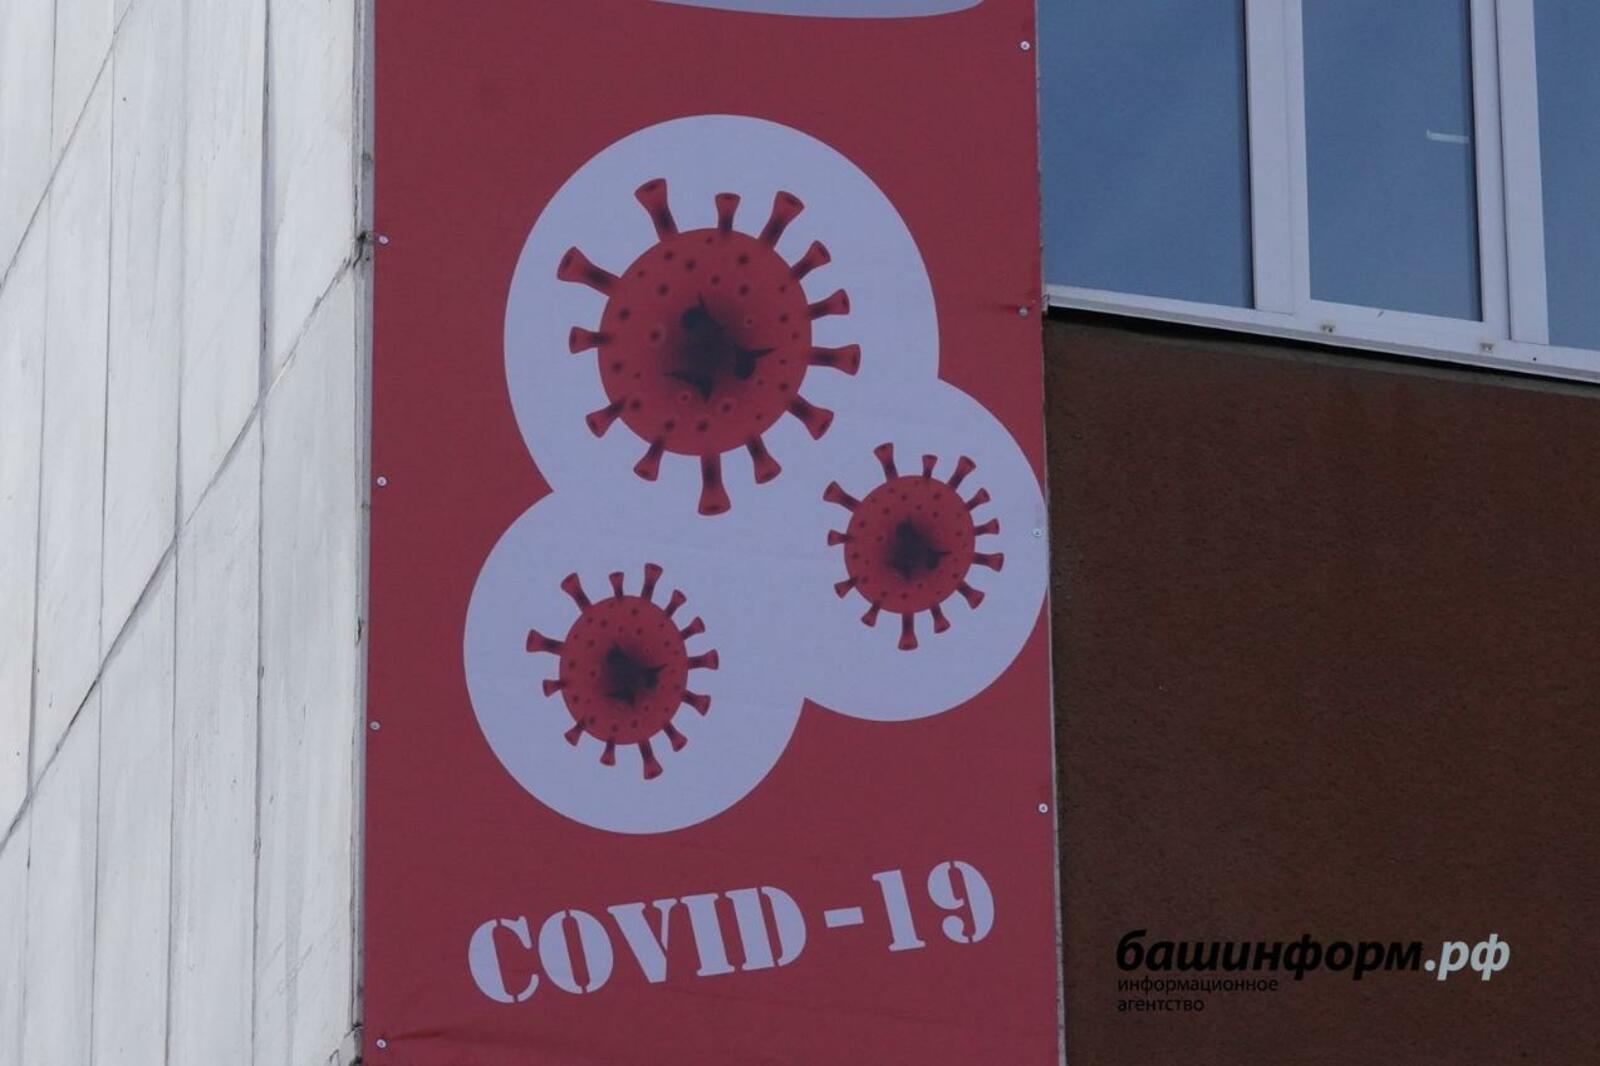 COVID-19
башинформ.рф
информационное
агентство